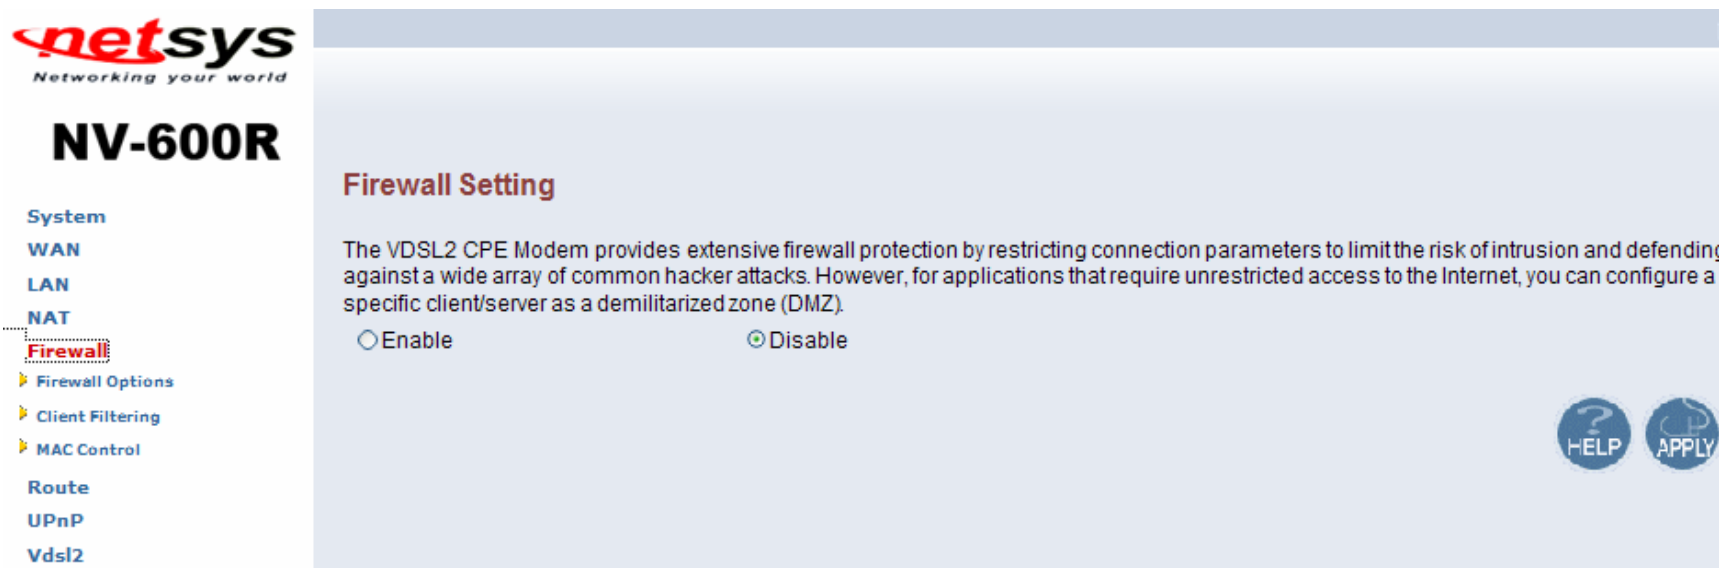 netsys
Networking your world
NV-600R
System
WAN
LAN
NAT
Firewall
Firewall Options
Client Filtering
MAC Control
Route
UPnP
Vdsl2
Firewall Setting
The VDSL2 CPE Modem provides extensive firewall protection by restricting connection parameters to limit the risk of intrusion and defending
against a wide array of common hacker attacks. However, for applications that require unrestricted access to the Internet, you can configure a
specific client/server as a demilitarized zone (DMZ).
Enable Disable
HELP APPLY